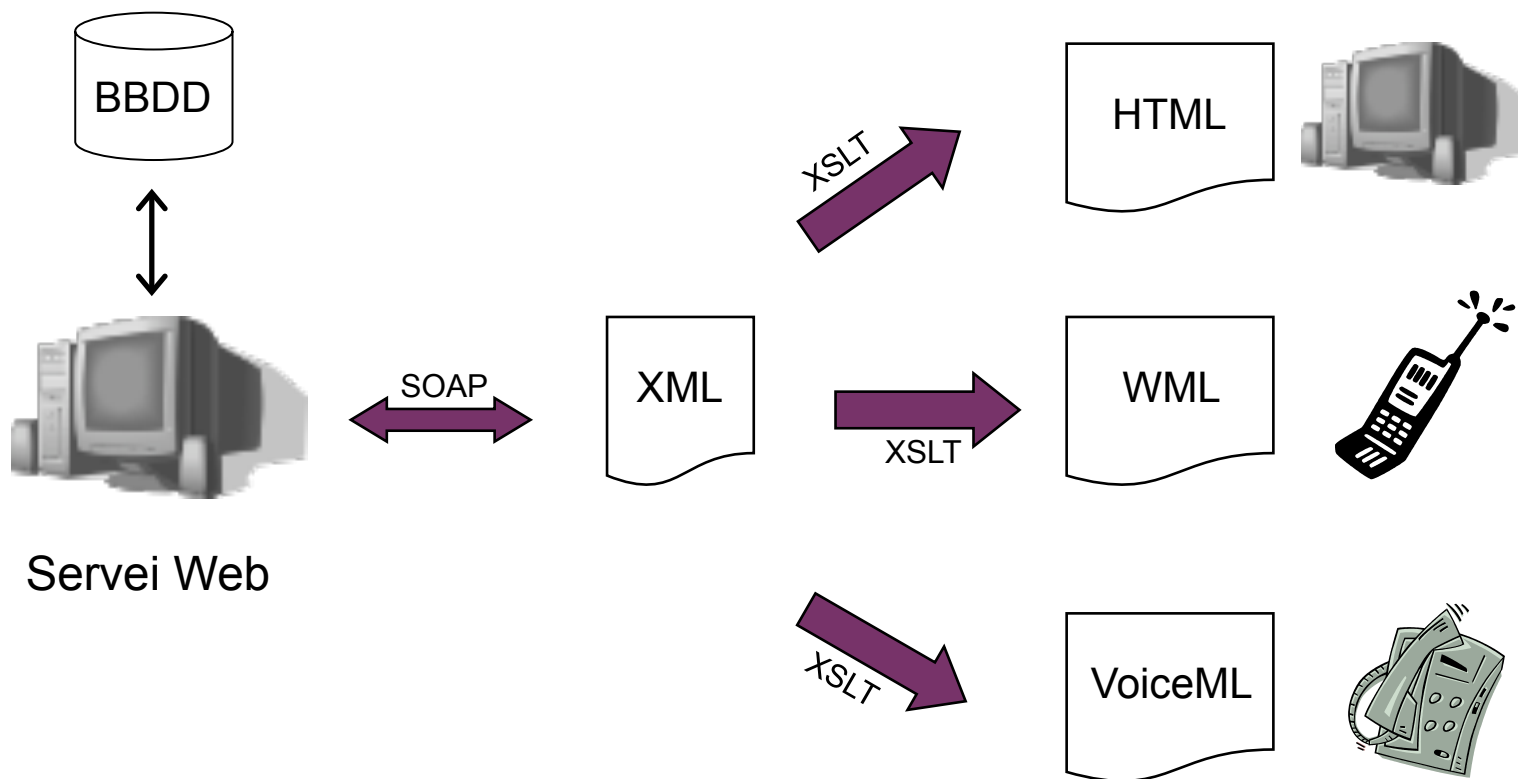 BBDD
HTML
XSLT
SOAP
XML
WML
XSLT
Servei Web
XSLT
VoiceML